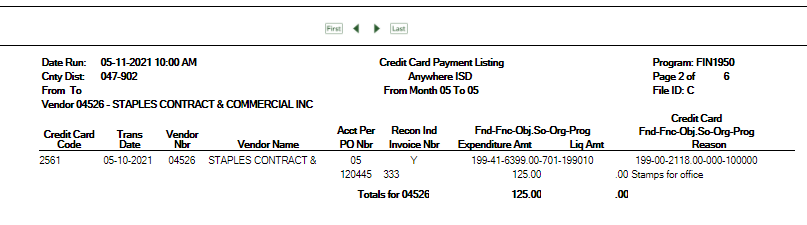 First Last
Date Run: 05-11-2021 10:00 AM Credit Card Payment Listing Program: FIN1950
Cnty Dist: 047-902 Anywhere ISD Page 2 of 6
From To From Month 05 To 05 File ID: C
Vendor 04526 - STAPLES CONTRACT & COMMERCIAL INC
Credit Card
Credit Card Trans Vendor Acct Per Recon Ind Fnd-Fnc-Obj.So-Org-Prog Fnd-Fnc-Obj.So-Org-Prog
Code Date Nbr Vendor Name PO Nbr Invoice Nbr Expenditure Amt Liq Amt Reason
2561 05-10-2021 04526 STAPLES CONTRACT & 05 Y 199-41-6399.00-701-199010 199-00-2118.00-000-100000
120445 333 125.00 .00 Stamps for office
Totals for 04526 125.00 .00